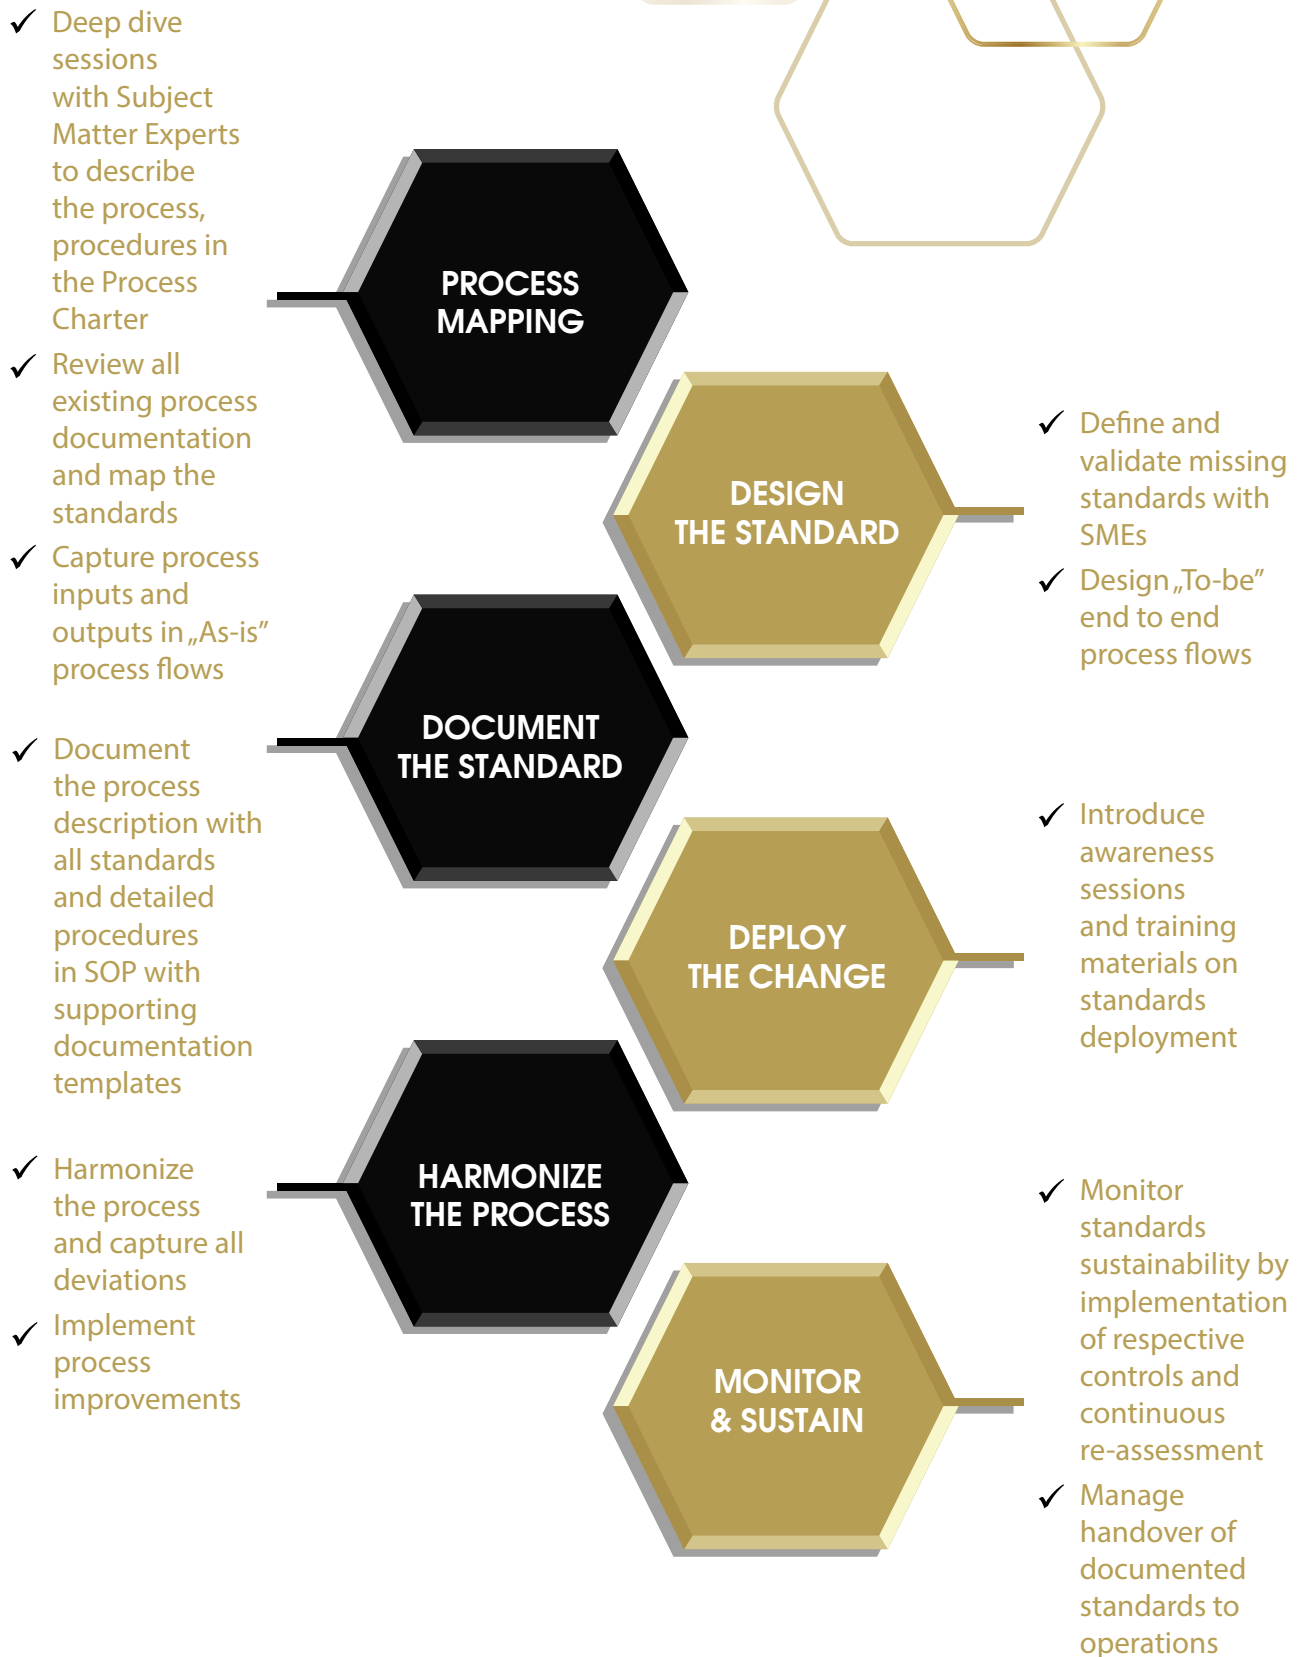 Deep dive
sessions
with Subject
Matter Experts
to describe
the process,
procedures in
the Process
Charter
Review all
existing process
documentation
and map the
standards
Capture process
inputs and
outputs in „As-is”
process flows
PROCESS
MAPPING
DESIGN
THE STANDARD
Define and
validate missing
standards with
SMEs
Design „To-be”
end to end
process flows
DOCUMENT
THE STANDARD
Document
the process
description with
all standards
and detailed
procedures
in SOP with
supporting
documentation
templates
DEPLOY
THE CHANGE
Introduce
awareness
sessions
and training
materials on
standards
deployment
HARMONIZE
THE PROCESS
Harmonize
the process
and capture all
deviations
Implement
process
improvements
MONITOR
& SUSTAIN
Monitor
standards
sustainability by
implementation
of respective
controls and
continuous
re-assessment
Manage
handover of
documented
standards to
operations